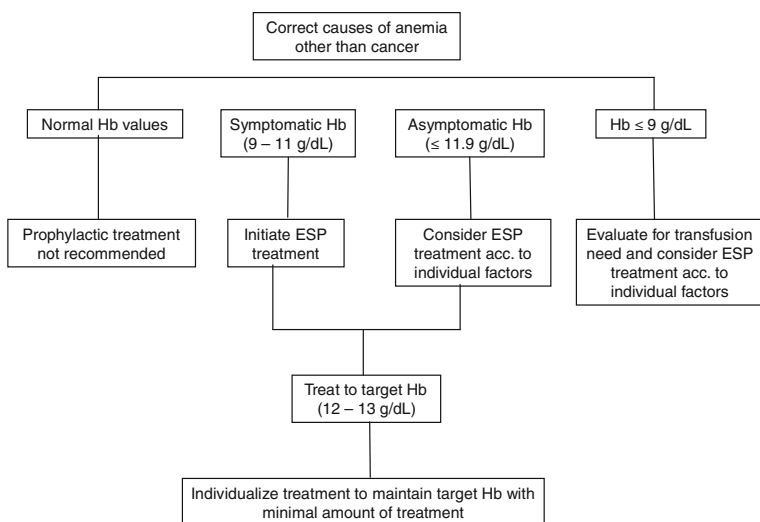 Correct causes of anemia
other than cancer
Normal Hb values
Symptomatic Hb
(9 – 11 g/dL)
Asymptomatic Hb
(≤ 11.9 g/dL)
Hb ≤ 9 g/dL
Prophylactic treatment
not recommended
Initiate ESP
treatment
Consider ESP
treatment acc. to
individual factors
Evaluate for transfusion
need and consider ESP
treatment acc. to
individual factors
Treat to target Hb
(12 – 13 g/dL)
Individualize treatment to maintain target Hb with
minimal amount of treatment